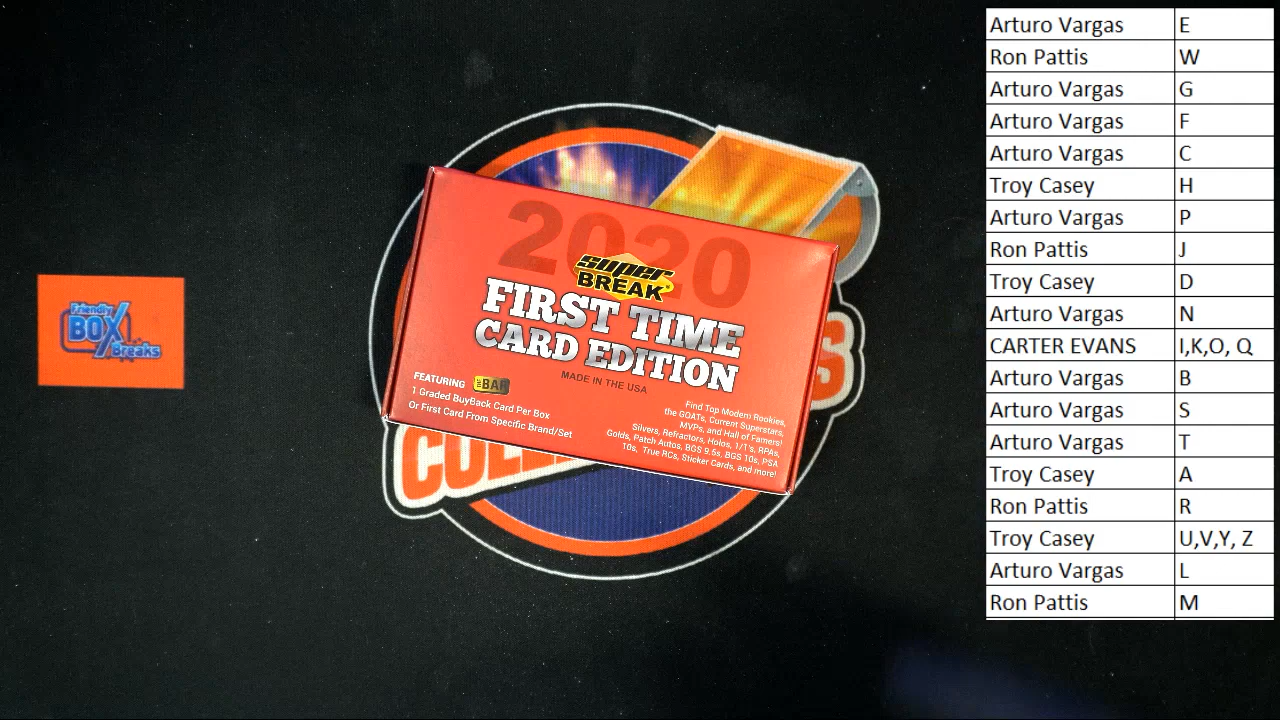 Friendly
BOX
Breaks
2020
super
BREAK
FIRST TIME
CARD EDITION
MADE IN THE USA
FEATURING THE BAR
1 Graded BuyBack Card Per Box
Or First Card From Specific Brand/Set
Find Top Modern Rookies,
the GOATs, Current Superstars,
MVPs, and Hall of Famers!
Silvers, Refractors, Holos, 1/1's, RPAs,
Golds, Patch Autos, BGS 9.5s, BGS 10s, PSA
10s, True RCs, Sticker Cards, and more!
Arturo Vargas E
Ron Pattis W
Arturo Vargas G
Arturo Vargas F
Arturo Vargas C
Troy Casey H
Arturo Vargas P
Ron Pattis J
Troy Casey D
Arturo Vargas N
CARTER EVANS I,K,O, Q
Arturo Vargas B
Arturo Vargas S
Arturo Vargas T
Troy Casey A
Ron Pattis R
Troy Casey U,V,Y, Z
Arturo Vargas L
Ron Pattis M